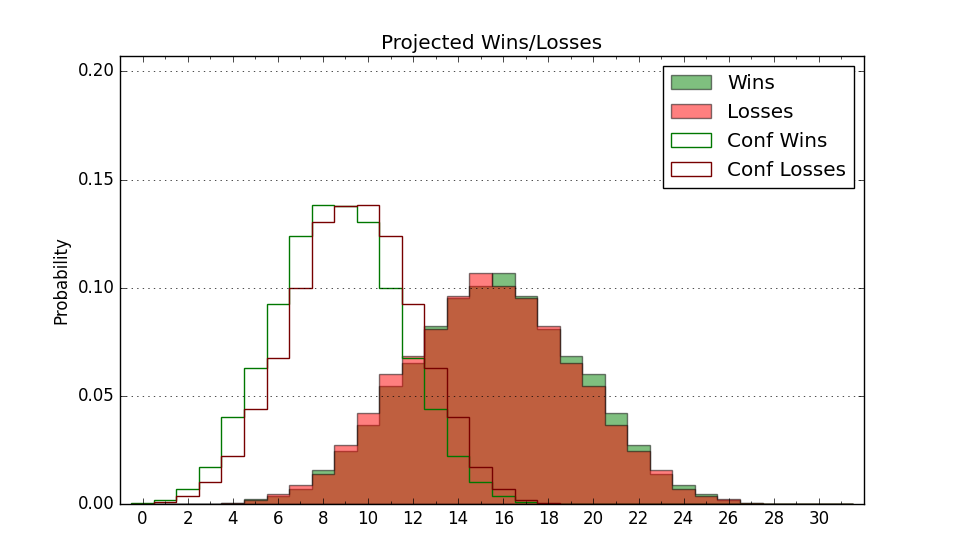 Projected Wins/Losses
0.20
0.15
0.10
0.05
0.00
Probability
Wins
Losses
Conf Wins
Conf Losses
0 2 4 6 8 10 12 14 16 18 20 22 24 26 28 30